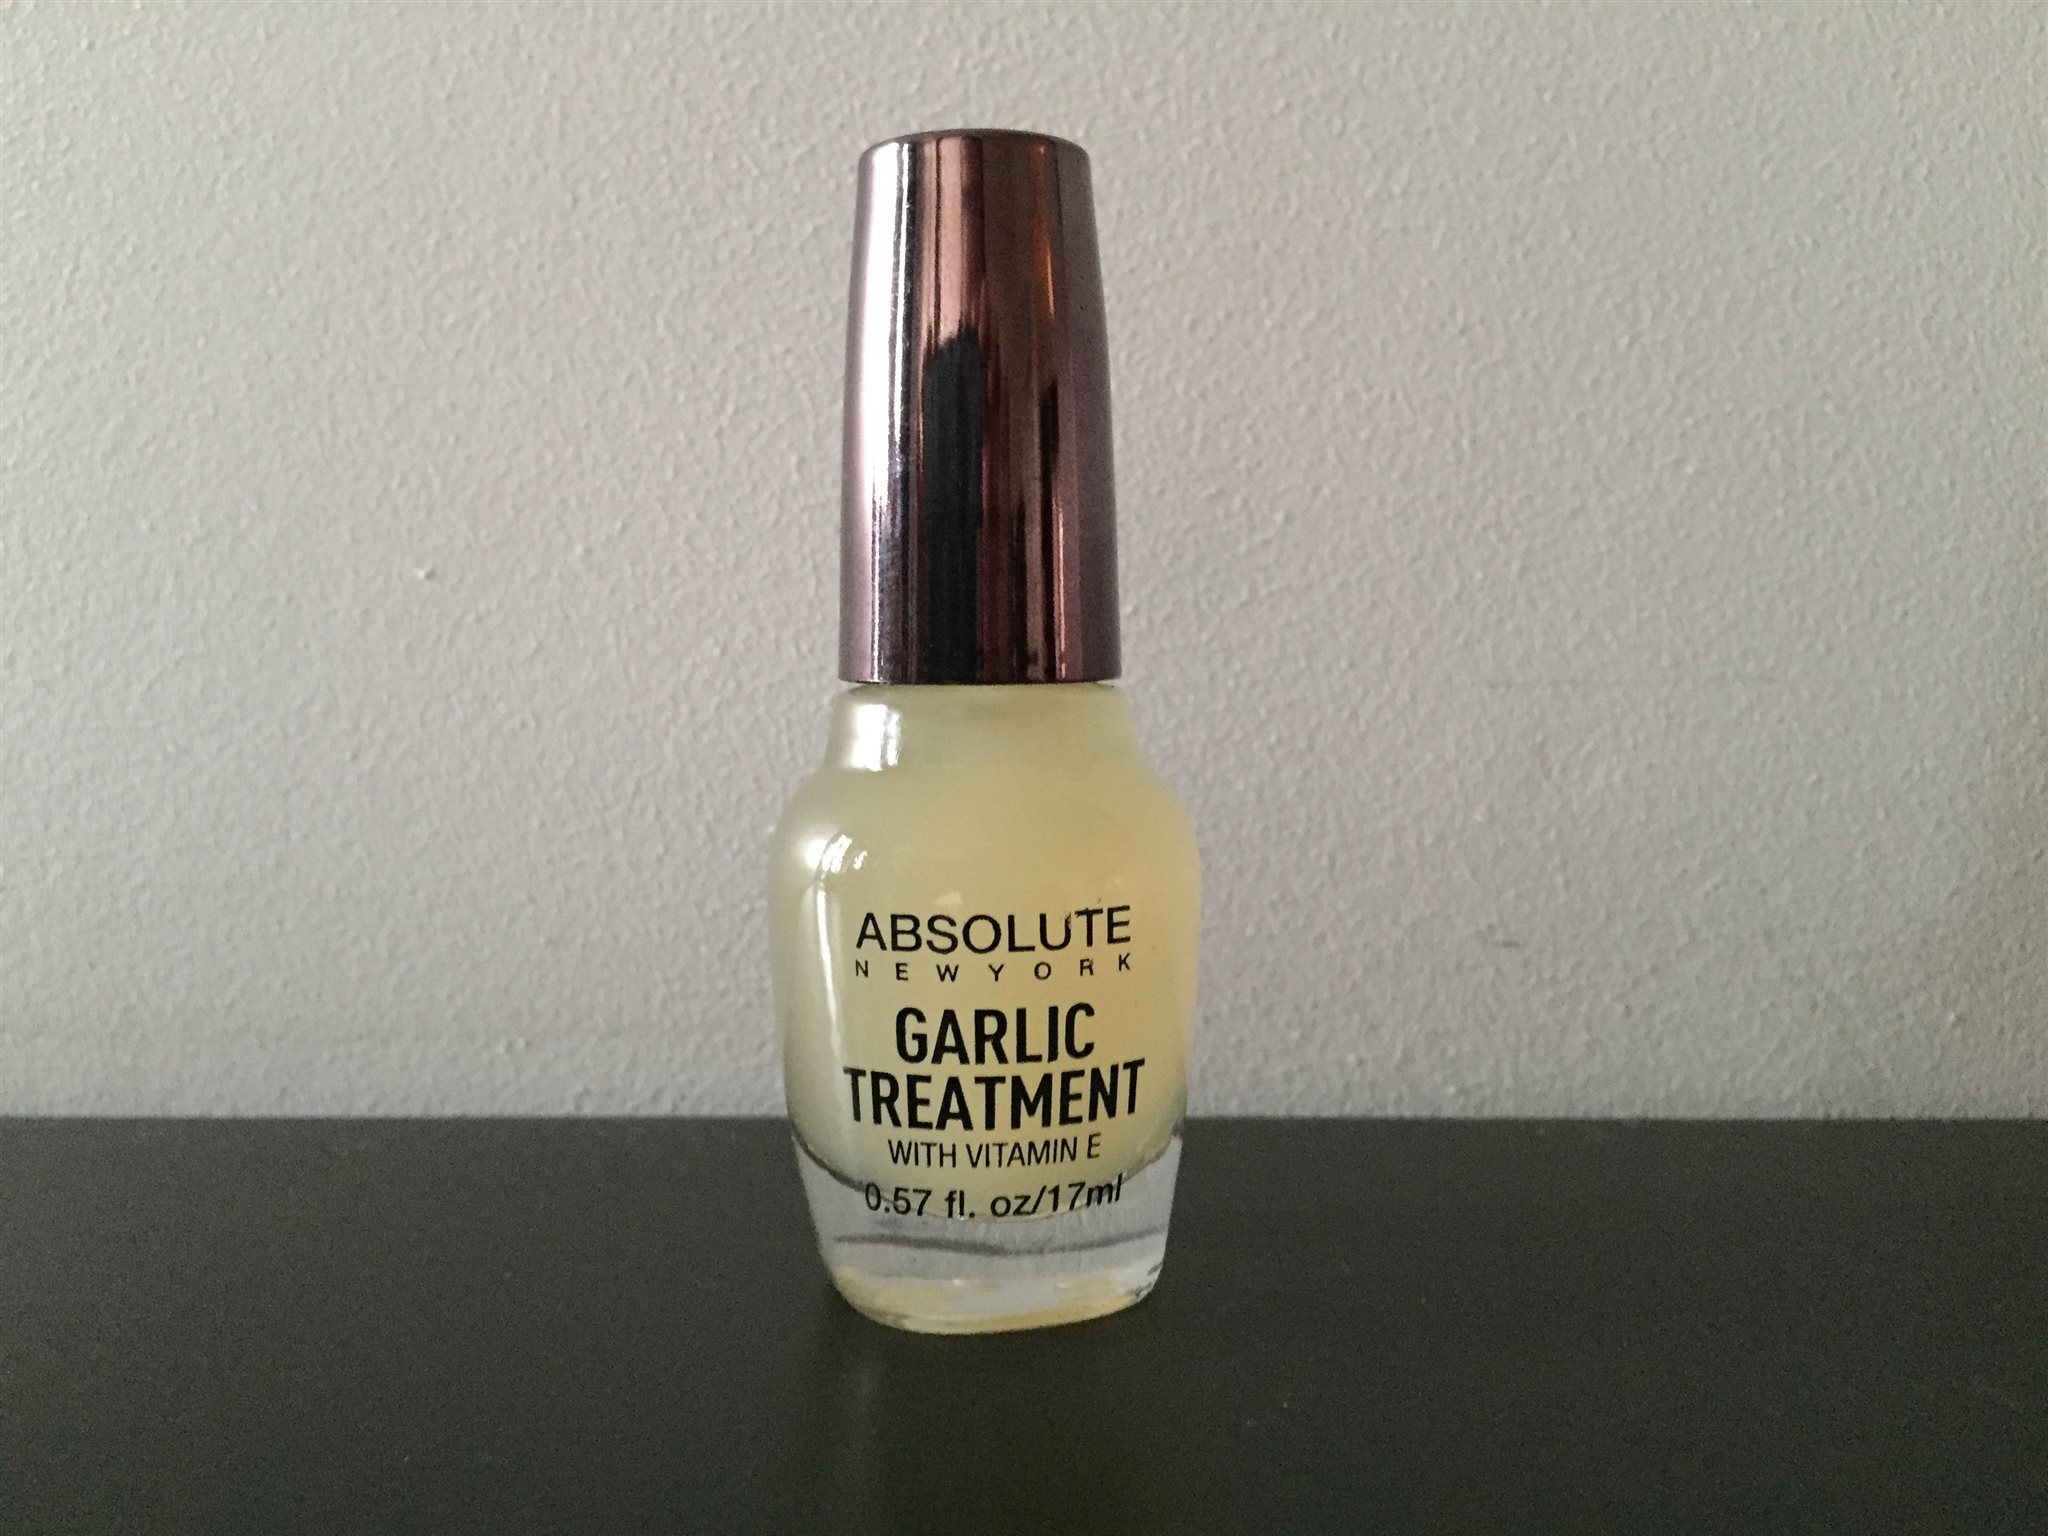 ABSOLUTE
NEW YORK
GARLIC
TREATMENT
WITH VITAMIN E
0.57 fl. oz/17ml